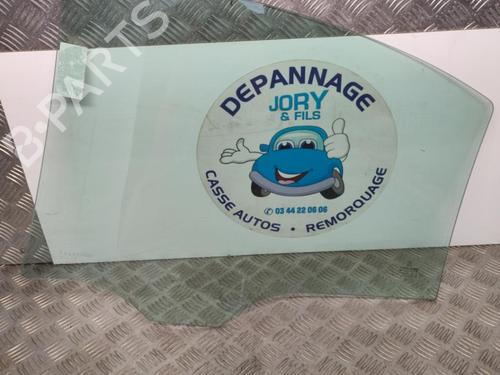 B-PARTS
DEPANNAGE
JORY
& FILS
03 44 22 06 06
CASSE AUTOS • REMORQUAGE